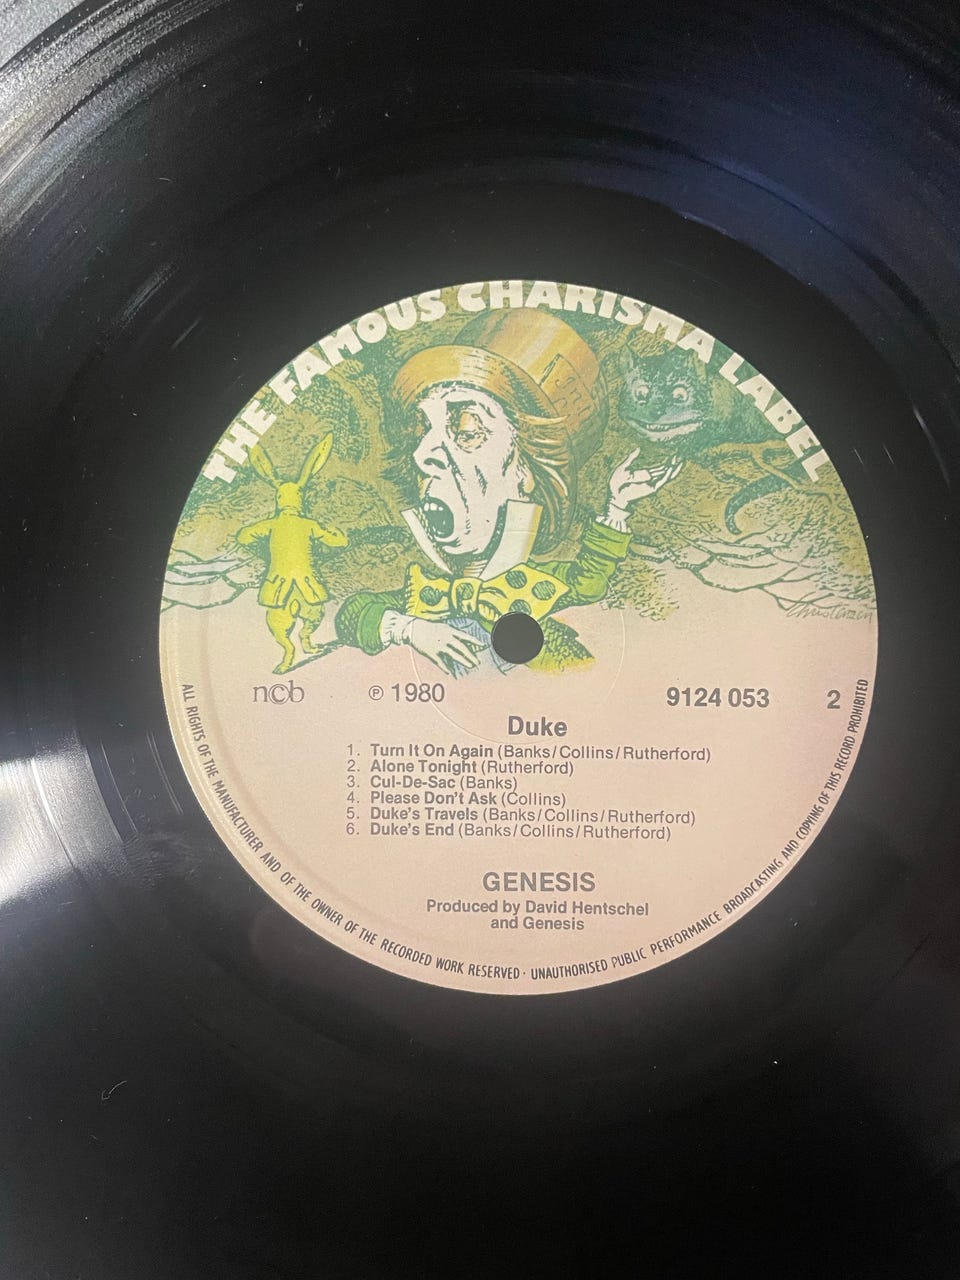 THE FAMOUS CHARISMA LABEL
ncb
℗ 1980
9124 053
2
Duke
1. Turn It On Again (Banks/Collins/Rutherford)
2. Alone Tonight (Rutherford)
3. Cul-De-Sac (Banks)
4. Please Don't Ask (Collins)
5. Duke's Travels (Banks/Collins/Rutherford)
6. Duke's End (Banks/Collins/Rutherford)
GENESIS
Produced by David Hentschel
and Genesis
ALL RIGHTS OF THE MANUFACTURER AND OF THE OWNER OF THE RECORDED WORK RESERVED · UNAUTHORISED PUBLIC PERFORMANCE BROADCASTING AND COPYING OF THIS RECORD PROHIBITED